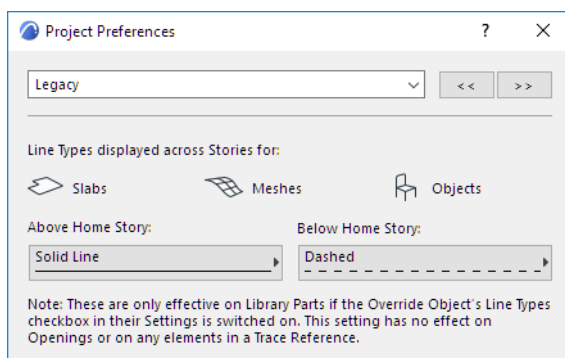 Project Preferences ?
Legacy << >>
Line Types displayed across Stories for:
Slabs Meshes Objects
Above Home Story: Below Home Story:
Solid Line Dashed
Note: These are only effective on Library Parts if the Override Object's Line Types
checkbox in their Settings is switched on. This setting has no effect on
Openings or on any elements in a Trace Reference.